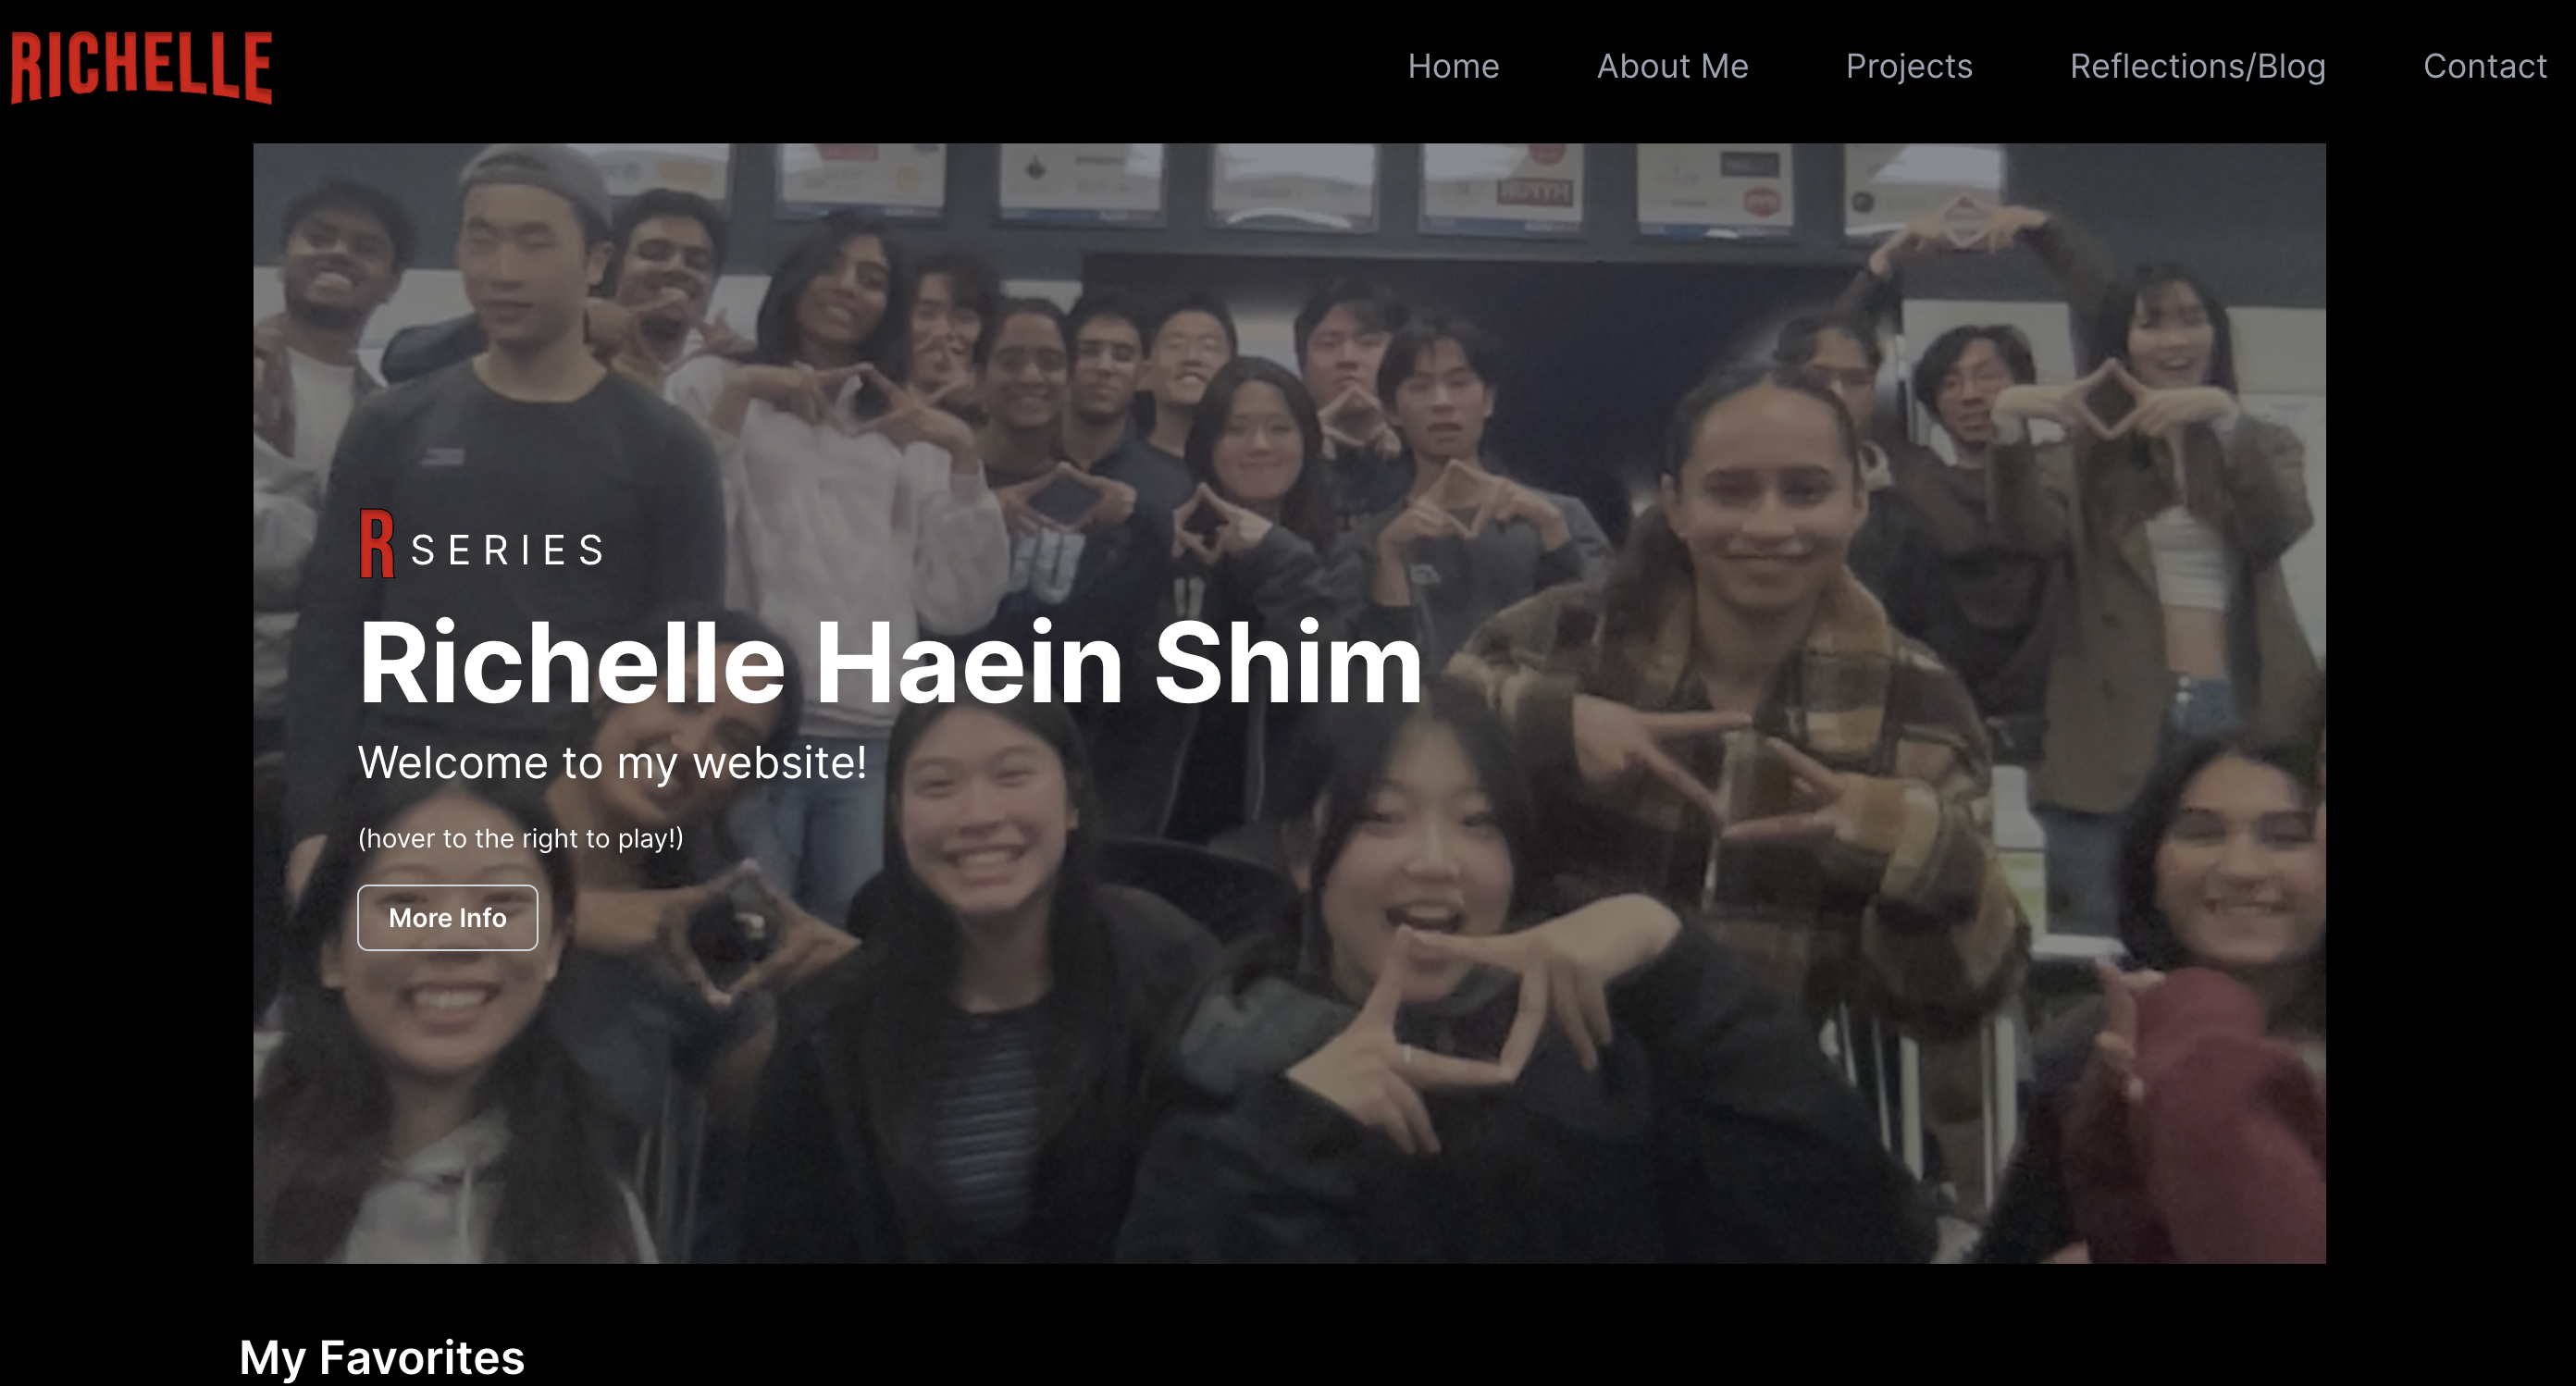 RICHELLE
Home About Me Projects Reflections/Blog Contact
R SERIES
Richelle Haein Shim
Welcome to my website!
(hover to the right to play!)
More Info
My Favorites